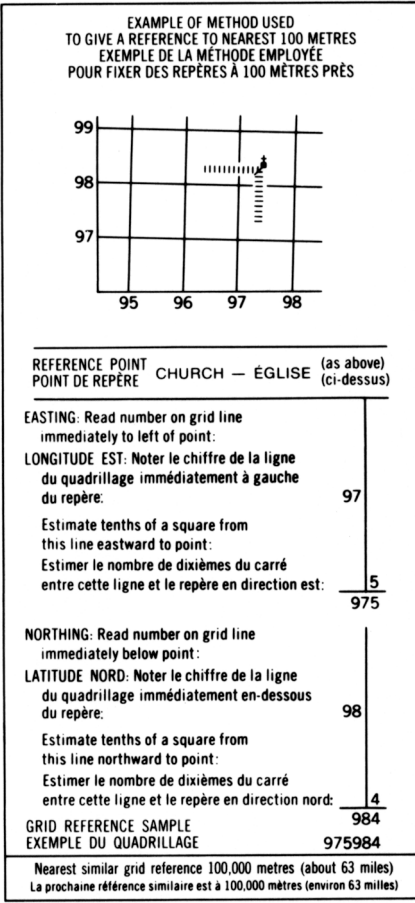 EXAMPLE OF METHOD USED
TO GIVE A REFERENCE TO NEAREST 100 METRES
EXEMPLE DE LA MÉTHODE EMPLOYÉE
POUR FIXER DES REPÈRES À 100 MÈTRES PRÈS
99
98
97
95 96 97 98
REFERENCE POINT
POINT DE REPÈRE
CHURCH — ÉGLISE
(as above)
(ci-dessus)
EASTING: Read number on grid line
immediately to left of point:
LONGITUDE EST: Noter le chiffre de la ligne
du quadrillage immédiatement à gauche
du repère: 97
Estimate tenths of a square from
this line eastward to point:
Estimer le nombre de dixièmes du carré
entre cette ligne et le repère en direction est: 5
975
NORTHING: Read number on grid line
immediately below point:
LATITUDE NORD: Noter le chiffre de la ligne
du quadrillage immédiatement en-dessous
du repère: 98
Estimate tenths of a square from
this line northward to point:
Estimer le nombre de dixièmes du carré
entre cette ligne et le repère en direction nord: 4
984
GRID REFERENCE SAMPLE
EXEMPLE DU QUADRILLAGE 975984
Nearest similar grid reference 100,000 metres (about 63 miles)
La prochaine référence similaire est à 100,000 mètres (environ 63 milles)